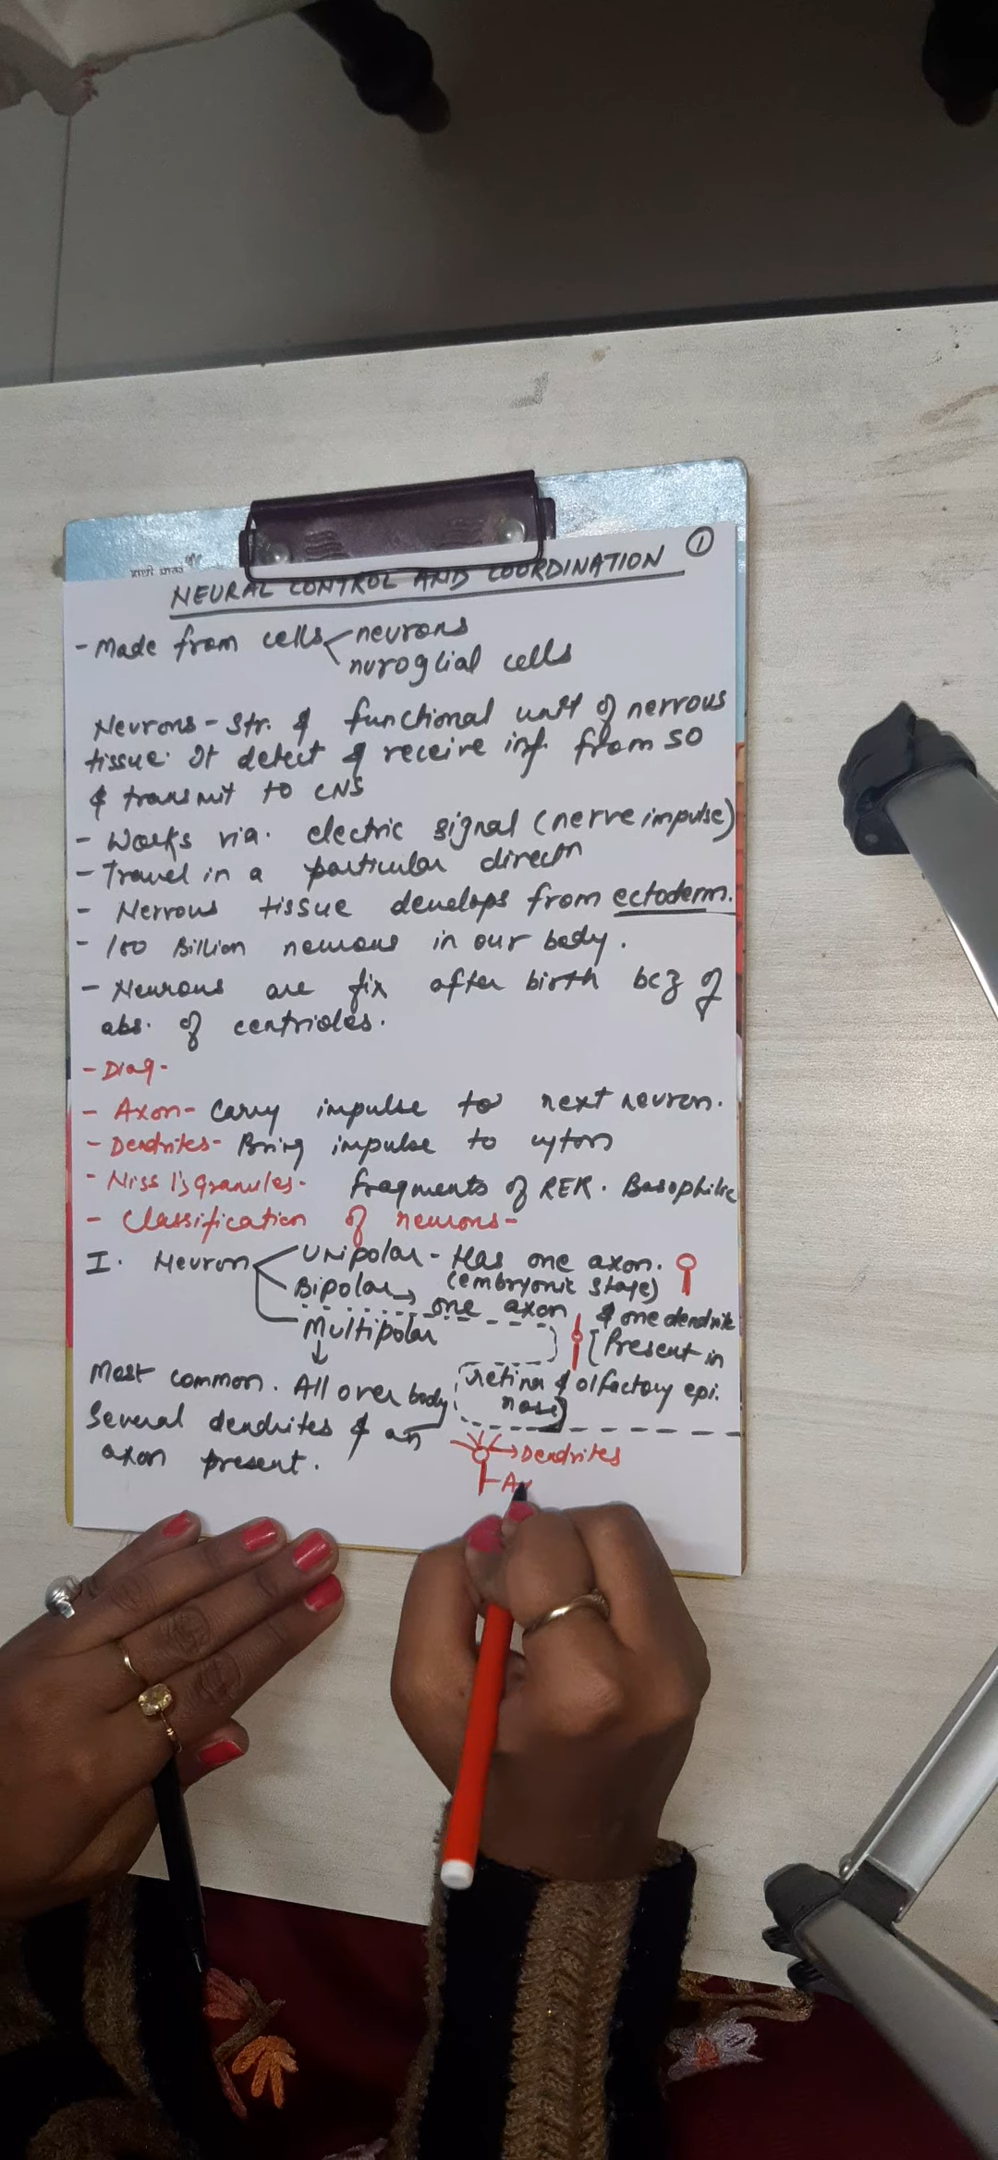 NEURAL CONTROL AND COORDINATION ①
- Made from cells neurons
nuroglial cells
Neurons - Str. & functional unit of nervous
tissue. It detect & receive inf. from SO
& transmit to CNS
- Works via. electric signal (nerve impulse)
- Travel in a particular directn
- Nervous tissue develops from ectoderm.
- 100 Billion neurons in our body.
- Neurons are fix after birth bcz of
abs. of centrioles.
- Diag-
- Axon- Carry impulse to next neuron.
- Dendrites- Bring impulse to cyton
- Nissl's granules. fragments of RER. Basophilic
- Classification of neurons-
I. Neuron Unipolar - Has one axon.
(embryonic stage)
Bipolar → one axon & one dendrite
Multipolar [Present in
retina & olfactory epi.
nose]
Most common. All over body
Several dendrites & an
axon present.
→ Dendrites
Ax